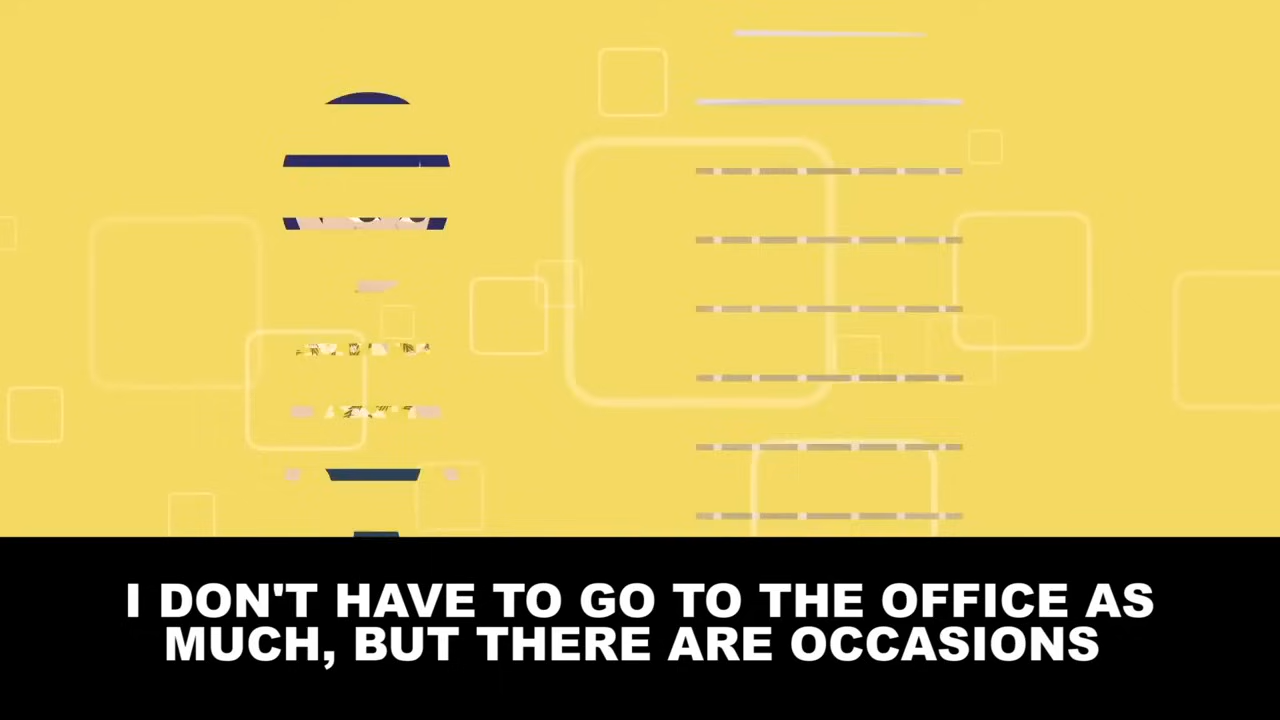 I DON'T HAVE TO GO TO THE OFFICE AS
MUCH, BUT THERE ARE OCCASIONS